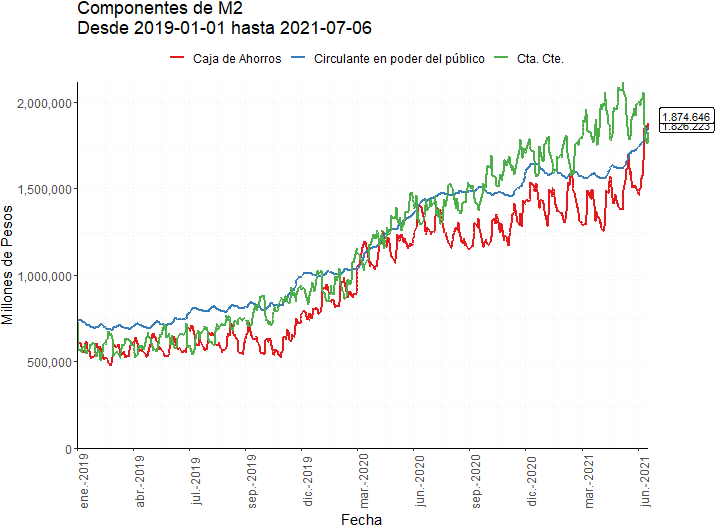 Componentes de M2
Desde 2019-01-01 hasta 2021-07-06
Caja de Ahorros Circulante en poder del público Cta. Cte.
Millones de Pesos
2,000,000
1,500,000
1,000,000
500,000
0
1.874.646
1.826.223
ene.-2019 abr.-2019 jul.-2019 sep.-2019 dic.-2019 mar.-2020 jun.-2020 sep.-2020 dic.-2020 mar.-2021 jun.-2021
Fecha